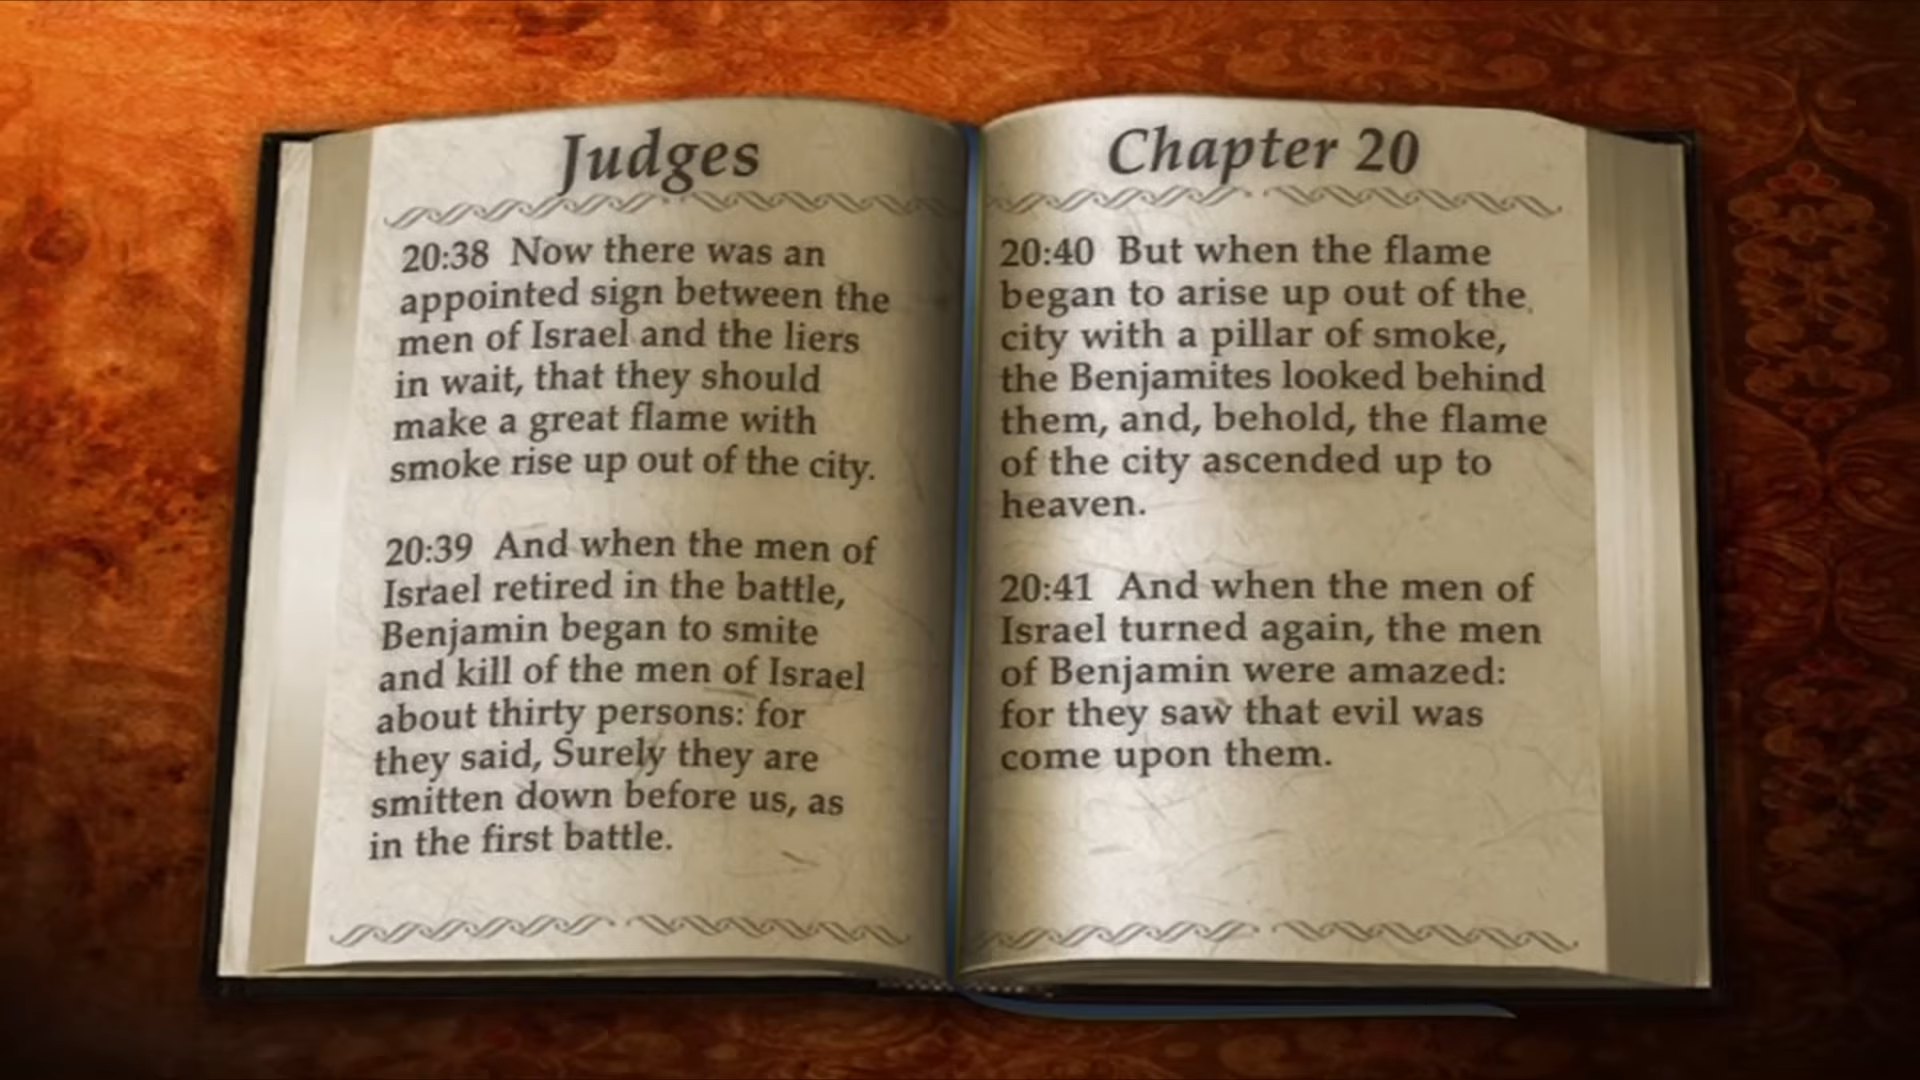 Judges
20:38 Now there was an
appointed sign between the
men of Israel and the liers
in wait, that they should
make a great flame with
smoke rise up out of the city.
20:39 And when the men of
Israel retired in the battle,
Benjamin began to smite
and kill of the men of Israel
about thirty persons: for
they said, Surely they are
smitten down before us, as
in the first battle.
Chapter 20
20:40 But when the flame
began to arise up out of the
city with a pillar of smoke,
the Benjamites looked behind
them, and, behold, the flame
of the city ascended up to
heaven.
20:41 And when the men of
Israel turned again, the men
of Benjamin were amazed:
for they saw that evil was
come upon them.